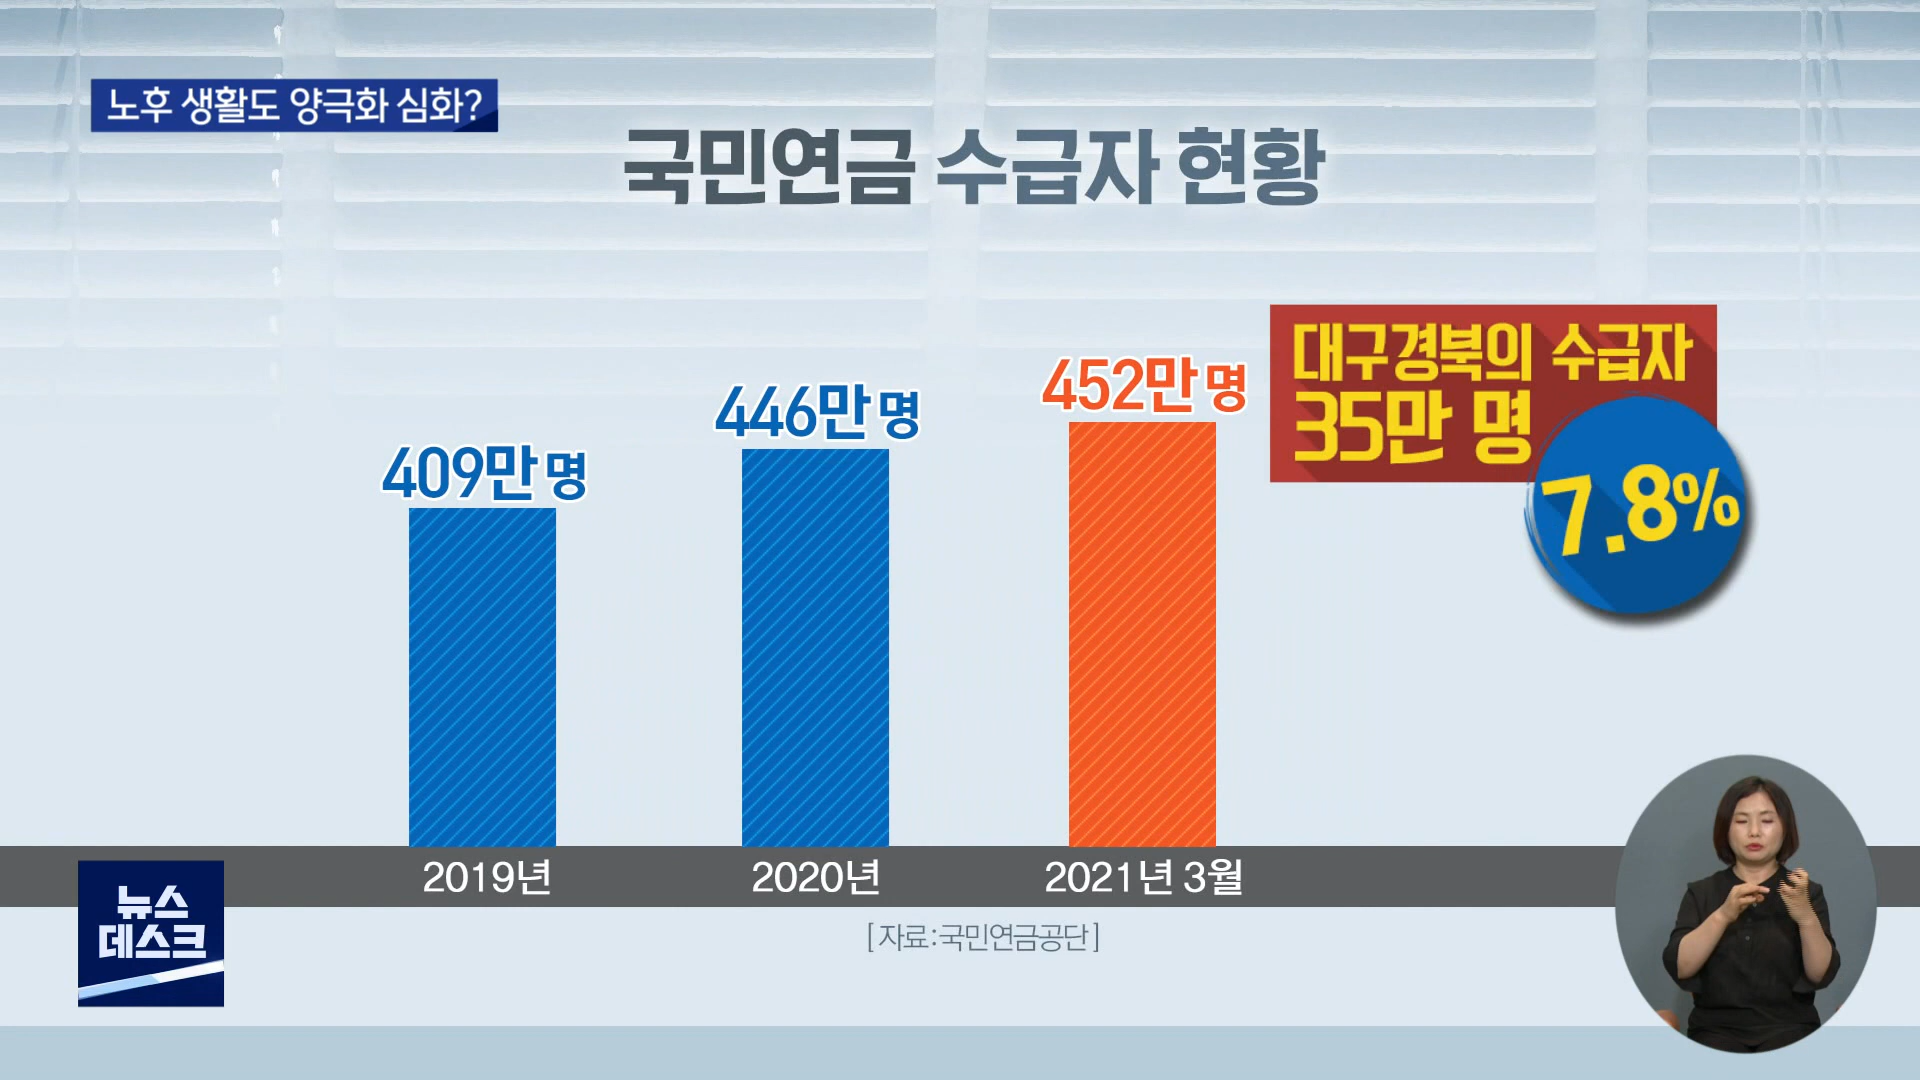 노후 생활도 양극화 심화?
국민연금 수급자 현황
409만 명
446만 명
452만 명
대구경북의 수급자
35만 명
7.8%
2019년
2020년
2021년 3월
[자료:국민연금공단]
뉴스
데스크